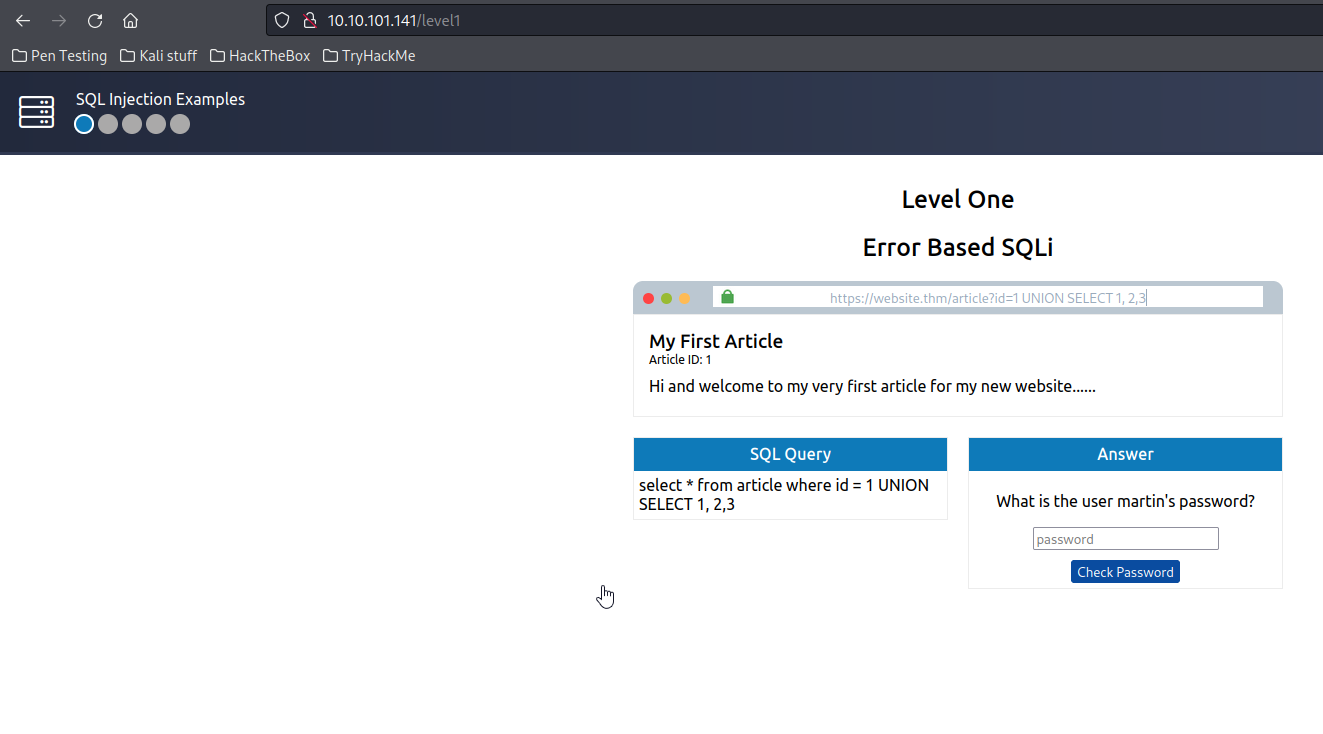 10.10.101.141/level1
Pen Testing Kali stuff HackTheBox TryHackMe
SQL Injection Examples
Level One
Error Based SQLi
https://website.thm/article?id=1 UNION SELECT 1, 2,3
My First Article
Article ID: 1
Hi and welcome to my very first article for my new website......
SQL Query
select * from article where id = 1 UNION
SELECT 1, 2,3
Answer
What is the user martin's password?
password
Check Password